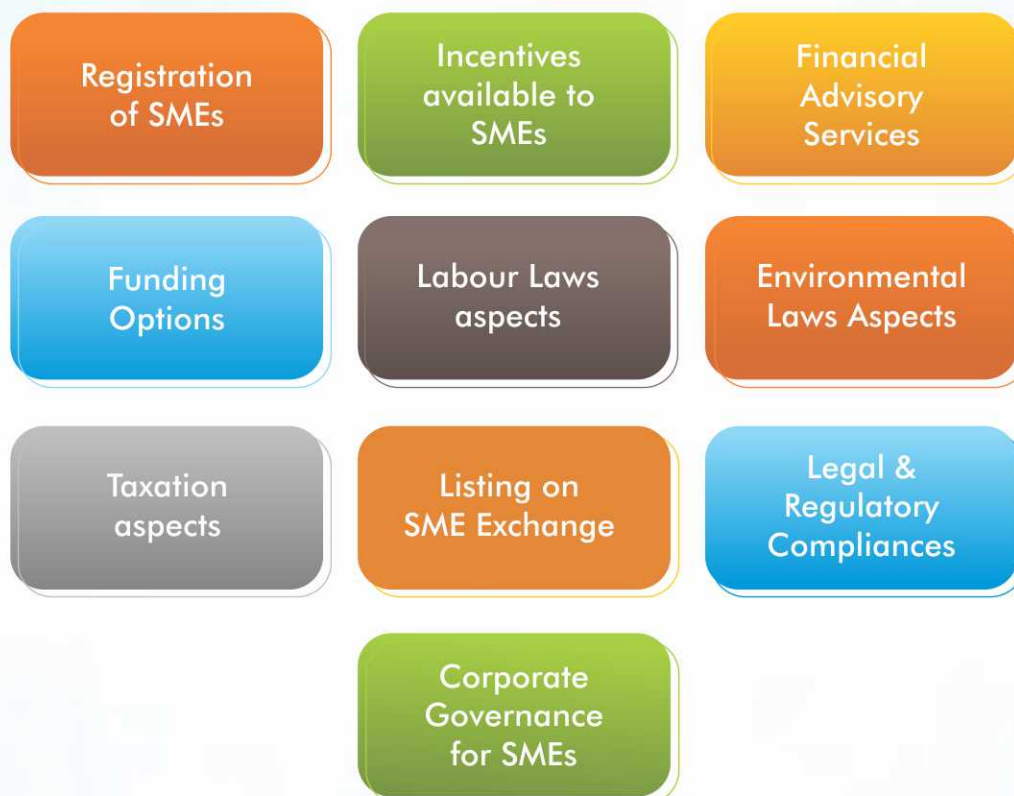 Registration
of SMEs
Incentives
available to
SMEs
Financial
Advisory
Services
Funding
Options
Labour Laws
aspects
Environmental
Laws Aspects
Taxation
aspects
Listing on
SME Exchange
Legal &
Regulatory
Compliances
Corporate
Governance
for SMEs